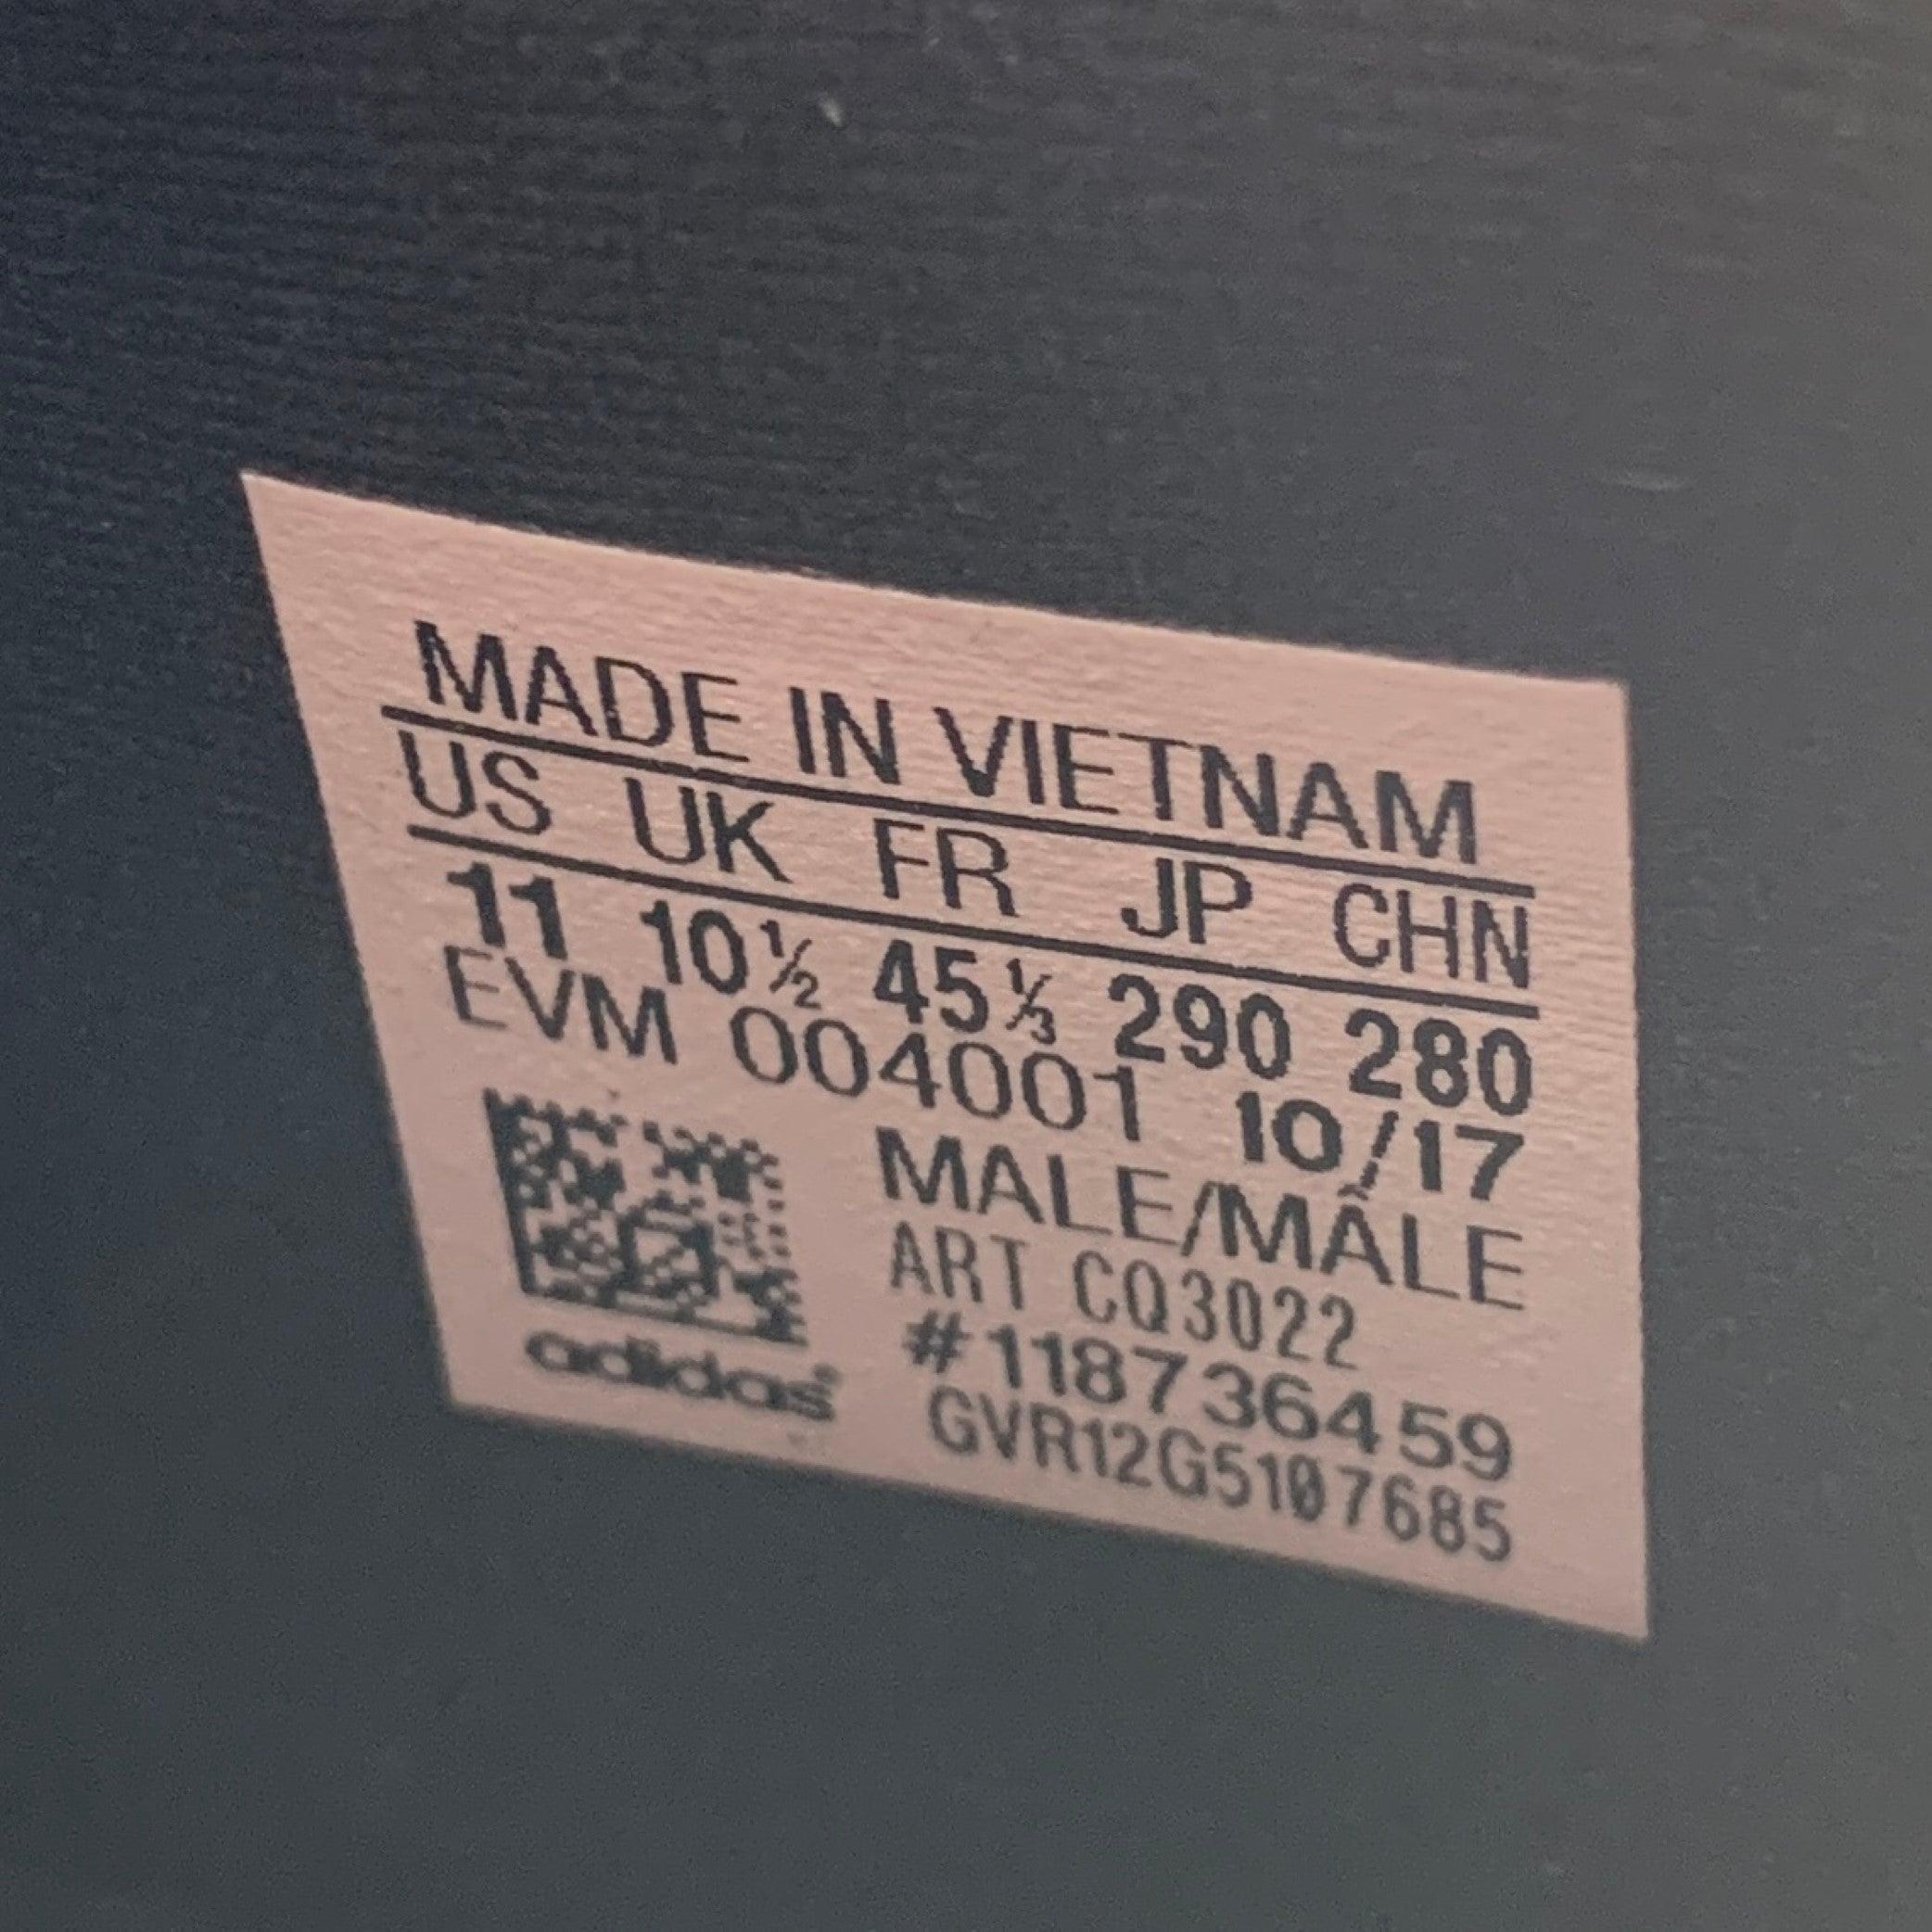 MADE IN VIETNAM
US UK FR JP CHN
11 10½ 45⅓ 290 280
EVM 004001 10/17
MALE/MÂLE
ART CQ3022
#118736459
GVR12G5107685
adidas